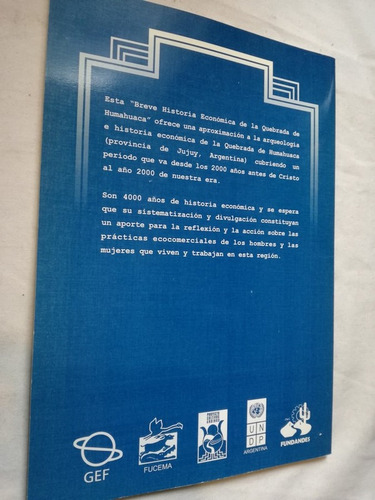 Esta "Breve Historia Económica de la Quebrada de
Humahuaca" ofrece una aproximación a la arqueología
e historia económica de la Quebrada de Humahuaca
(provincia de Jujuy, Argentina) cubriendo un
periodo que va desde los 2000 años antes de Cristo
al año 2000 de nuestra era.
Son 4000 años de historia económica y se espera
que su sistematización y divulgación constituyan
un aporte para la reflexión y la acción sobre las
prácticas ecocomerciales de los hombres y las
mujeres que viven y trabajan en esta región.
GEF
FUCEMA
U N
D P
ARGENTINA
FUNDANDES